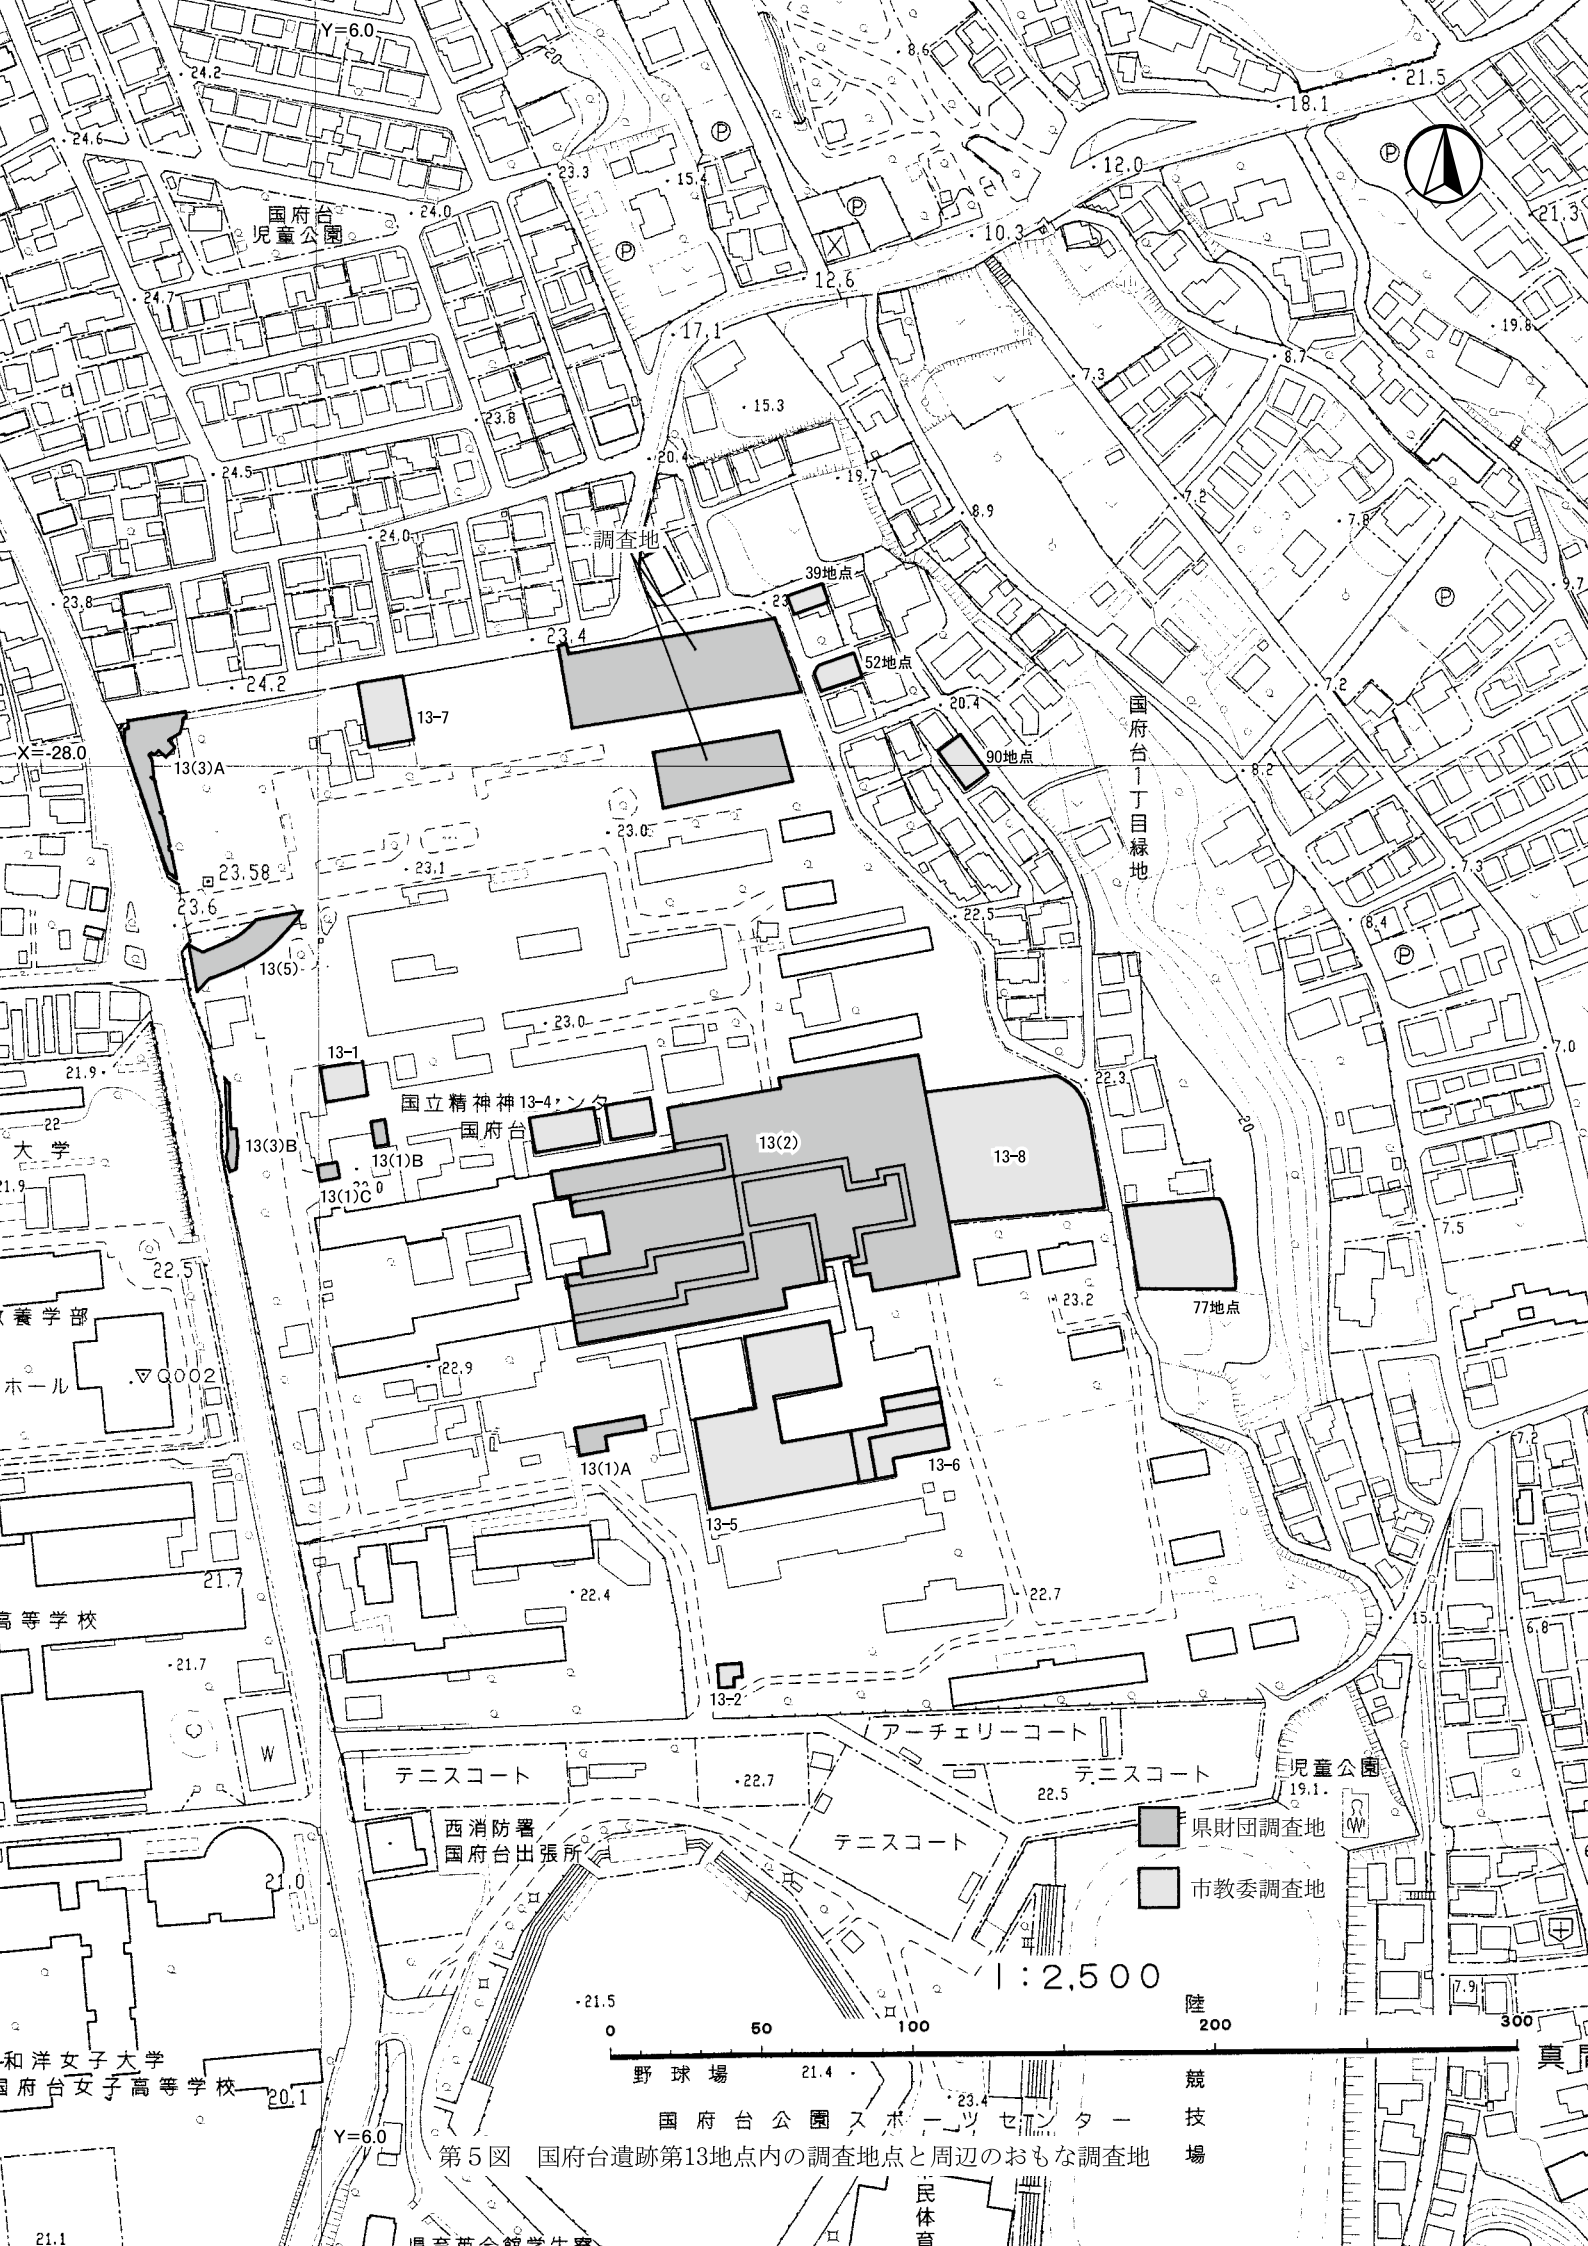 Y=6.0
8.6
21.5
24.2
18.1
24.6
P
12.0
P
23.3
15.4
24.0
国府台
児童公園
P
10.3
21.3
P
24.7
12.6
17.1
19.8
8.7
7.3
15.3
23.8
20.4
24.5
19.7
7.2
8.9
24.0
調査地
39地点
23.8
P
9.7
23.4
52地点
24.2
7.2
13-7
20.4
国府台1丁目緑地
X=-28.0
13(3)A
90地点
8.2
23.0
23.1
23.58
7.3
23.6
22.5
8.4
P
13(5)
23.0
7.0
13-1
21.9
22.3
国立精神神
13-4
ンタ
国府台
22
大学
20
13(3)B
13(1)B
13(2)
13-8
21.9
13(1)C
7.5
22.5
77地点
23.2
養学部
22.9
ホール
0002
7.2
13(1)A
13-6
13-5
21.7
22.4
22.7
高等学校
15.1
6.8
21.7
13-2
アーチェリーコート
W
テニスコート
22.7
テニスコート
児童公園
19.1
22.5
西消防署
国府台出張所
テニスコート
県財団調査地
W
21.0
市教委調査地
1:2,500
21.5
7.9
0 50 100 200 300
陸
競
技
場
和洋女子大学
野球場
21.4
真
国府台女子高等学校
20.1
23.4
国府台公園スポーツセンター
Y=6.0
第5図 国府台遺跡第13地点内の調査地点と周辺のおもな調査地
民体育
21.1